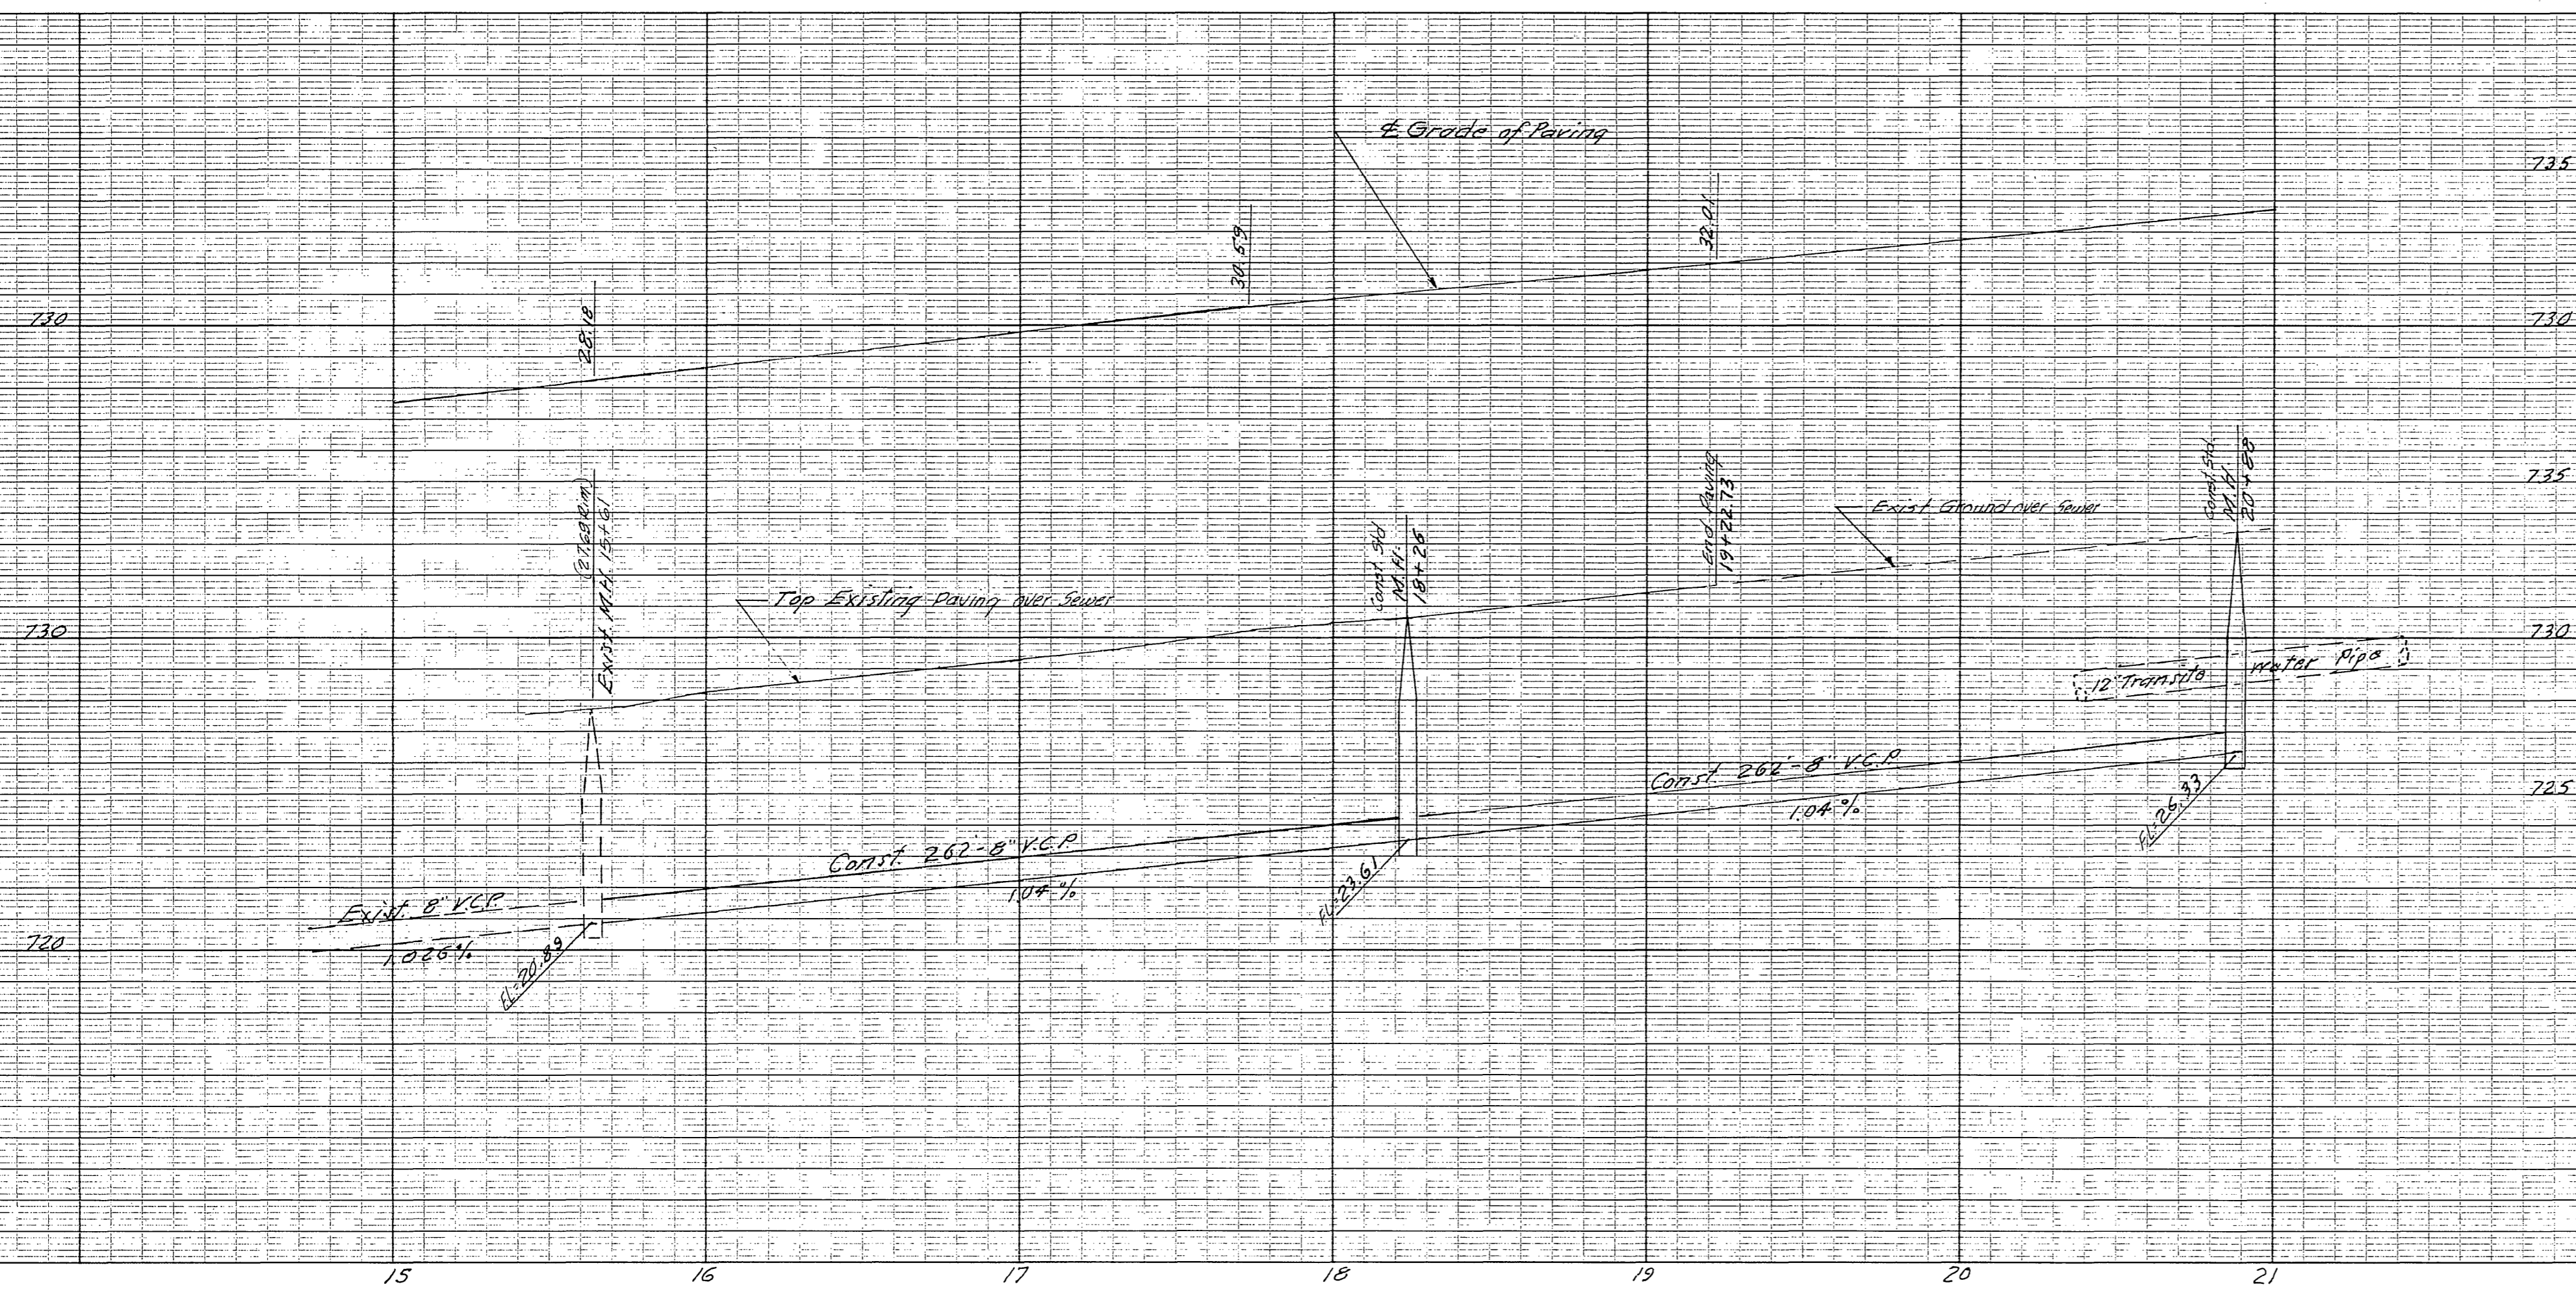 ℄ Grade of Paving
735
32.01
30.59
28.18
730
730
Const. Std.
M.H.
20+88
735
(27.69 Rim)
Exist. M.H. 15+61
Const Std
M.H.
18+26
End Paving
19+22.73
Exist Ground over Sewer
Top Existing Paving over Sewer
730
730
12" Transite Water Pipe
Const 262'-8" V.C.P.
1.04%
725
FL=26.33
Const. 262'-8" V.C.P.
1.04%
FL=23.61
Exist. 8" V.C.P.
1.026%
720
FL=20.89
15
16
17
18
19
20
21